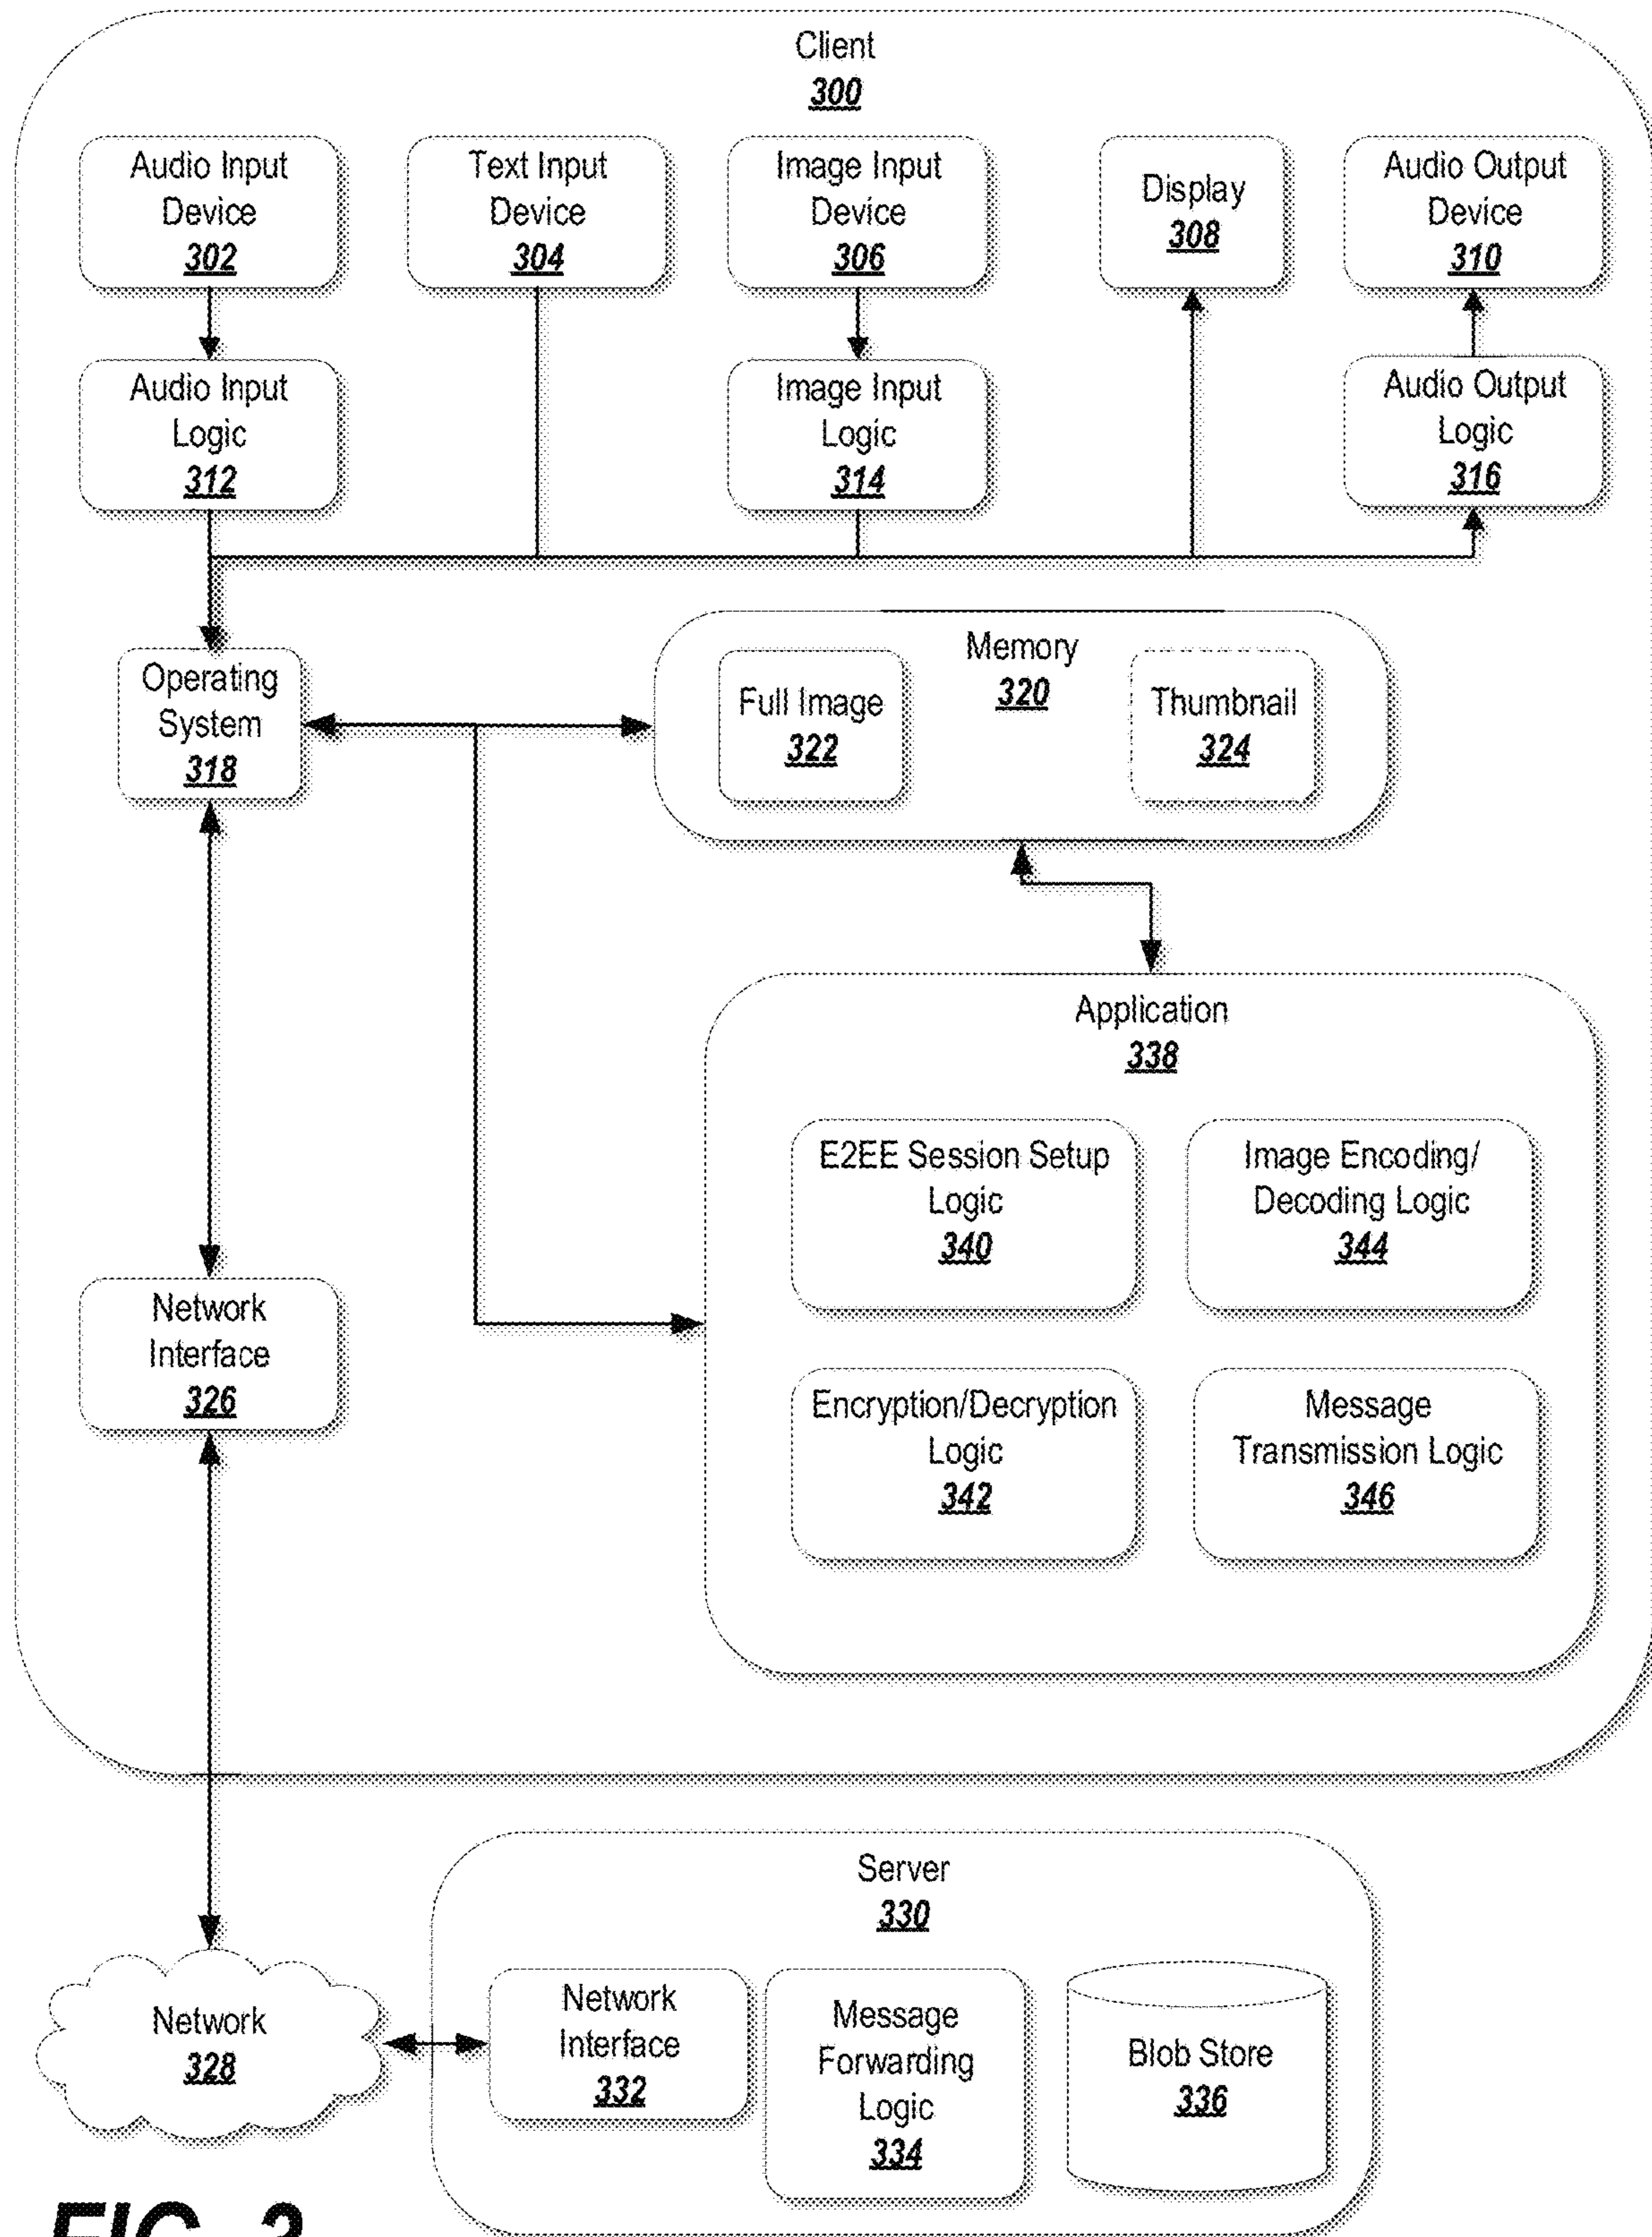 Client
300
Audio Input
Device
302
Text Input
Device
304
Image Input
Device
306
Display
308
Audio Output
Device
310
Audio Input
Logic
312
Image Input
Logic
314
Audio Output
Logic
316
Operating
System
318
Memory
320
Full Image
322
Thumbnail
324
Application
338
E2EE Session Setup
Logic
340
Image Encoding/
Decoding Logic
344
Network
Interface
326
Encryption/Decryption
Logic
342
Message
Transmission Logic
346
Server
330
Network
328
Network
Interface
332
Message
Forwarding
Logic
334
Blob Store
336
FIG. 3